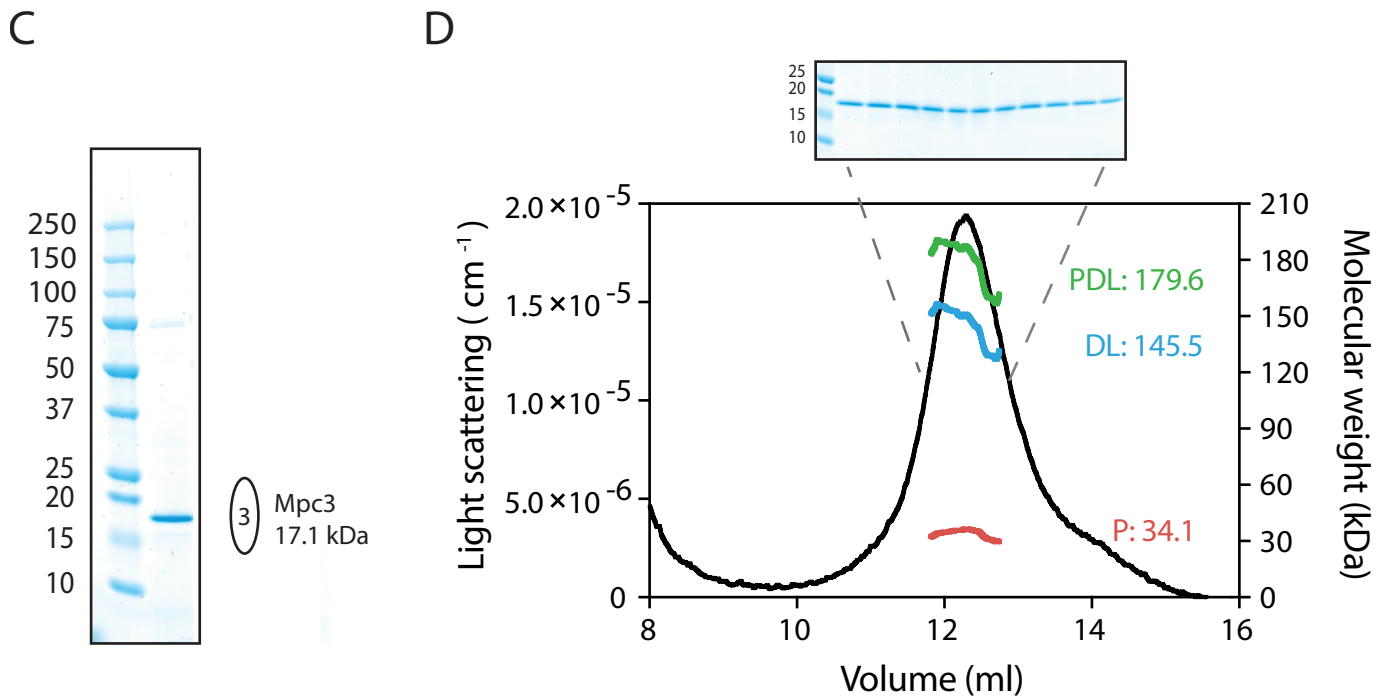 C
250
150
100
75
50
37
25
20
15
10
3
Mpc3
17.1 kDa
D
25
20
15
10
Light scattering ( cm⁻¹ )
2.0 × 10⁻⁵
1.5 × 10⁻⁵
1.0 × 10⁻⁵
5.0 × 10⁻⁶
0
PDL: 179.6
DL: 145.5
P: 34.1
210
180
150
120
90
60
30
0
Molecular weight (kDa)
8
10
12
14
16
Volume (ml)